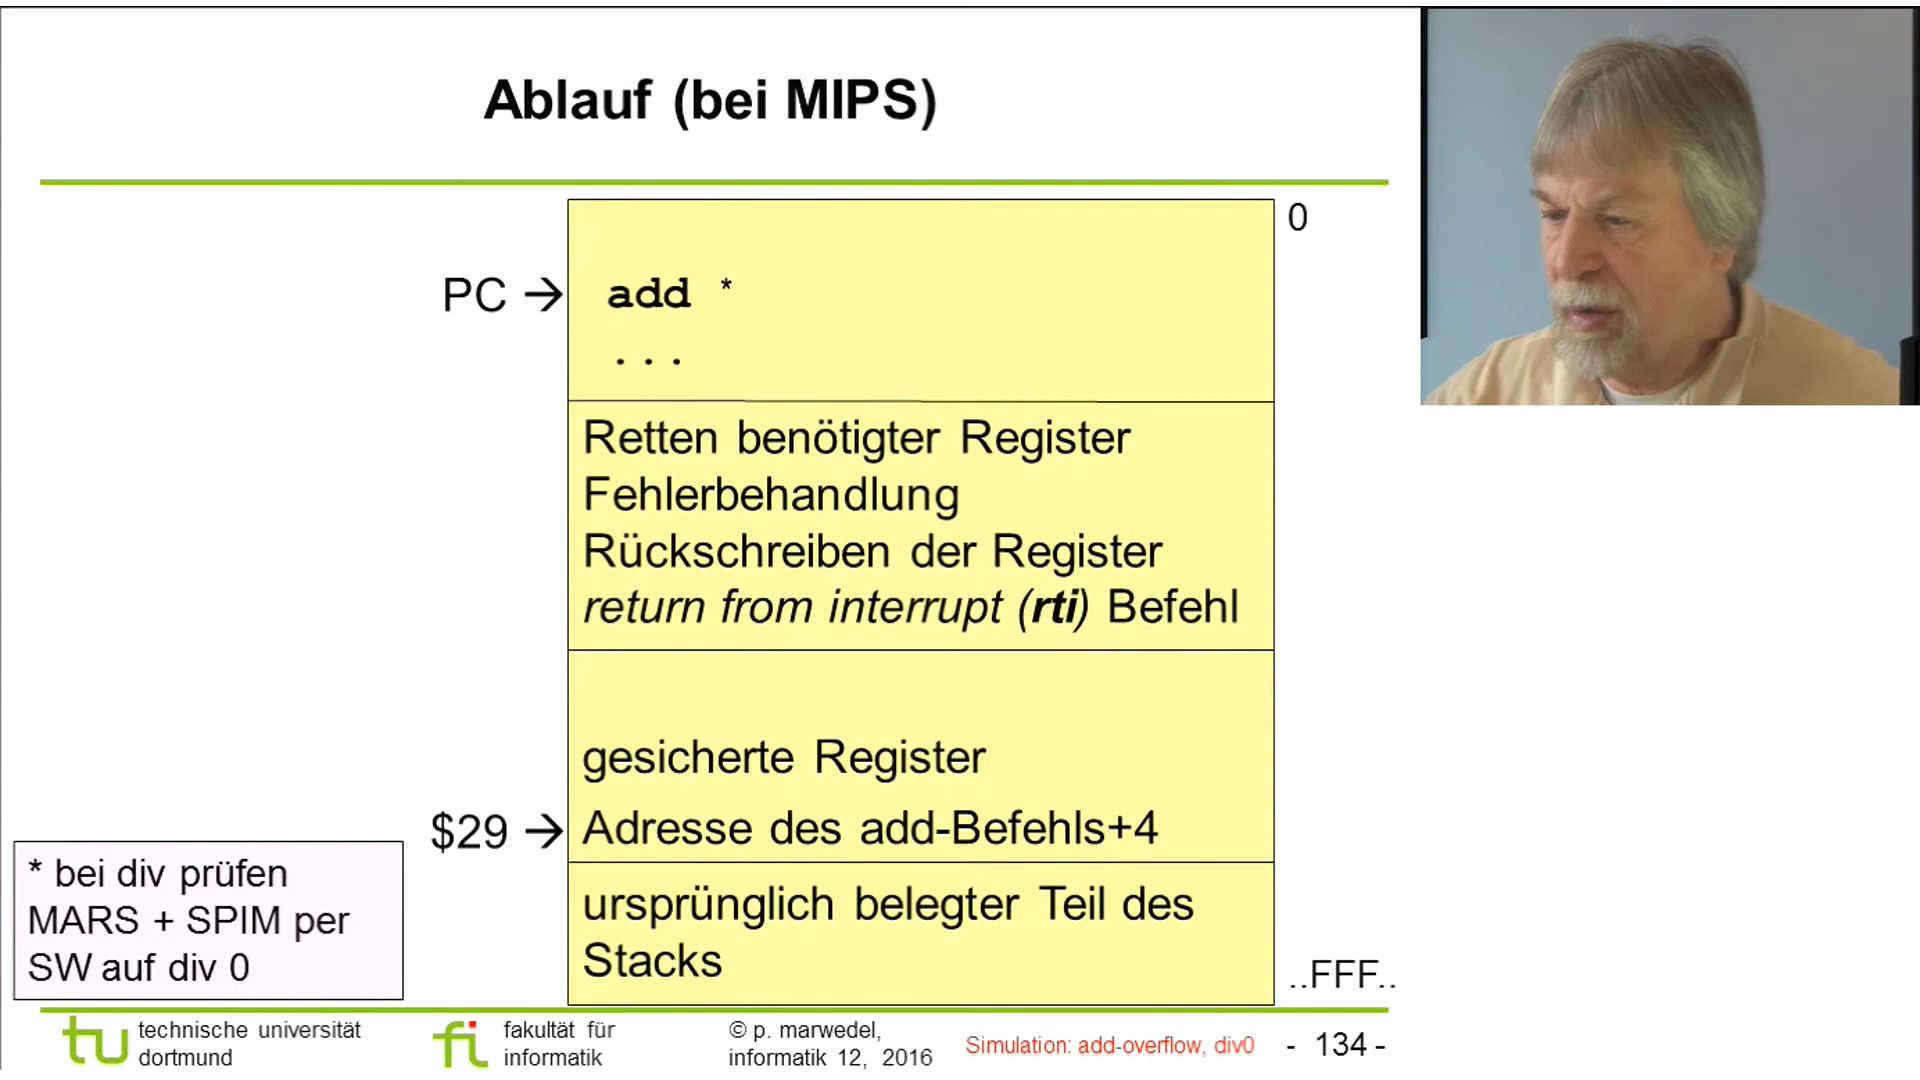 Ablauf (bei MIPS)
0
PC → add *
...
Retten benötigter Register
Fehlerbehandlung
Rückschreiben der Register
return from interrupt (rti) Befehl
gesicherte Register
$29 → Adresse des add-Befehls+4
ursprünglich belegter Teil des
Stacks
..FFF..
* bei div prüfen
MARS + SPIM per
SW auf div 0
tu technische universität
dortmund
fi fakultät für
informatik
© p. marwedel,
informatik 12, 2016
Simulation: add-overflow, div0
- 134 -